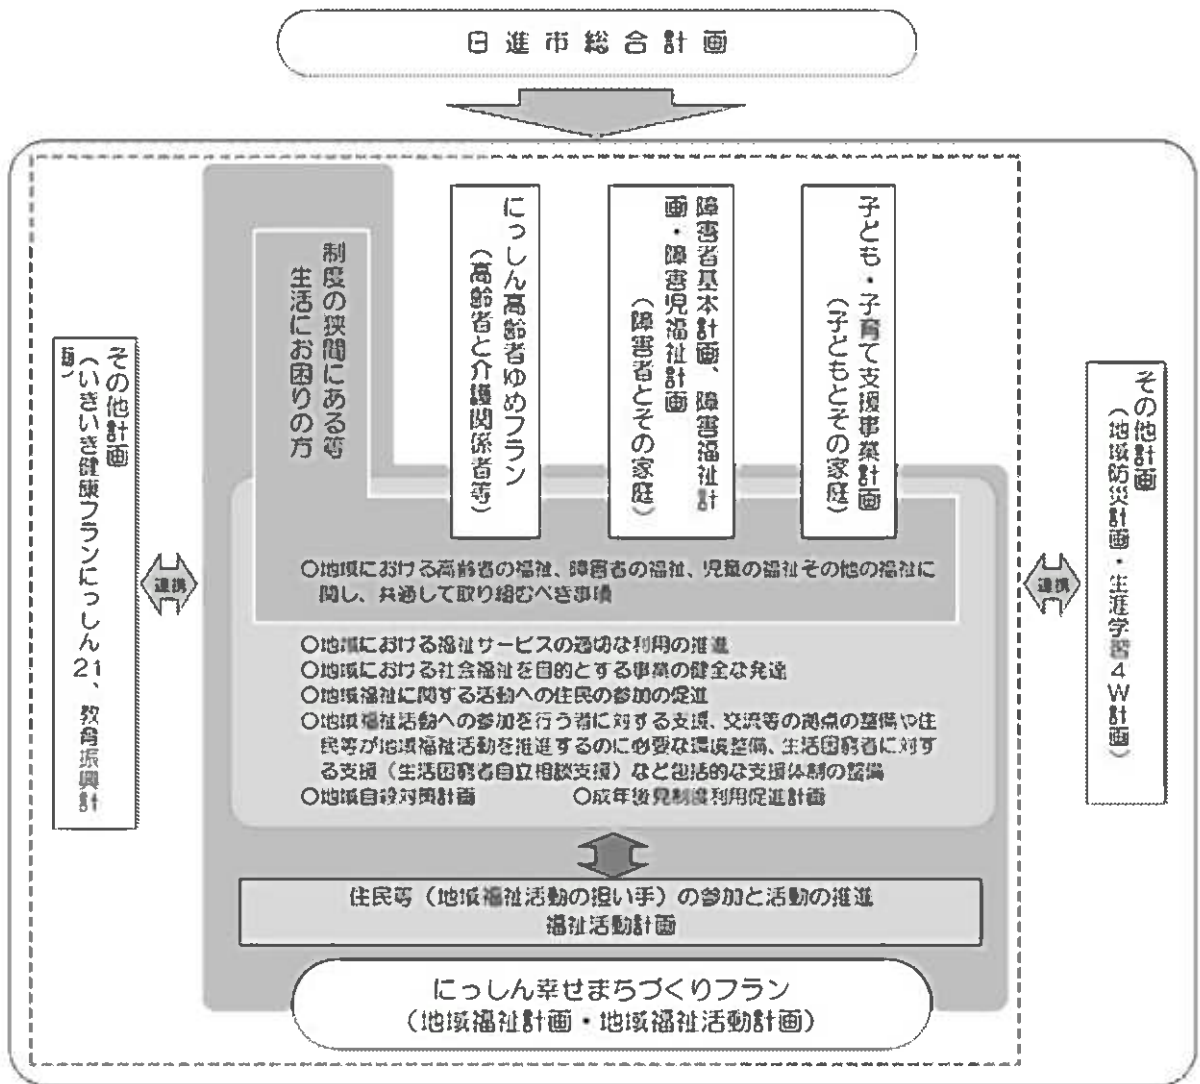 日進市総合計画
その他計画
（いきいき健康プランにっしん21、教育振興計
画）
制度の狭間にある等
生活にお困りの方
にっしん高齢者ゆめプラン
（高齢者と介護関係者等）
障害者基本計画、障害福祉計
画・障害児福祉計画
（障害者とその家庭）
子ども・子育て支援事業計画
（子どもとその家庭）
その他計画
（地域防災計画・生涯学習4W計画）
連携
連携
○地域における高齢者の福祉、障害者の福祉、児童の福祉その他の福祉に
関し、共通して取り組むべき事項
○地域における福祉サービスの適切な利用の推進
○地域における社会福祉を目的とする事業の健全な発達
○地域福祉に関する活動への住民の参加の促進
○地域福祉活動への参加を行う者に対する支援、交流等の拠点の整備や住
民等が地域福祉活動を推進するのに必要な環境整備、生活困窮者に対す
る支援（生活困窮者自立相談支援）など包括的な支援体制の整備
○地域自殺対策計画　○成年後見制度利用促進計画
住民等（地域福祉活動の担い手）の参加と活動の推進
福祉活動計画
にっしん幸せまちづくりプラン
（地域福祉計画・地域福祉活動計画）